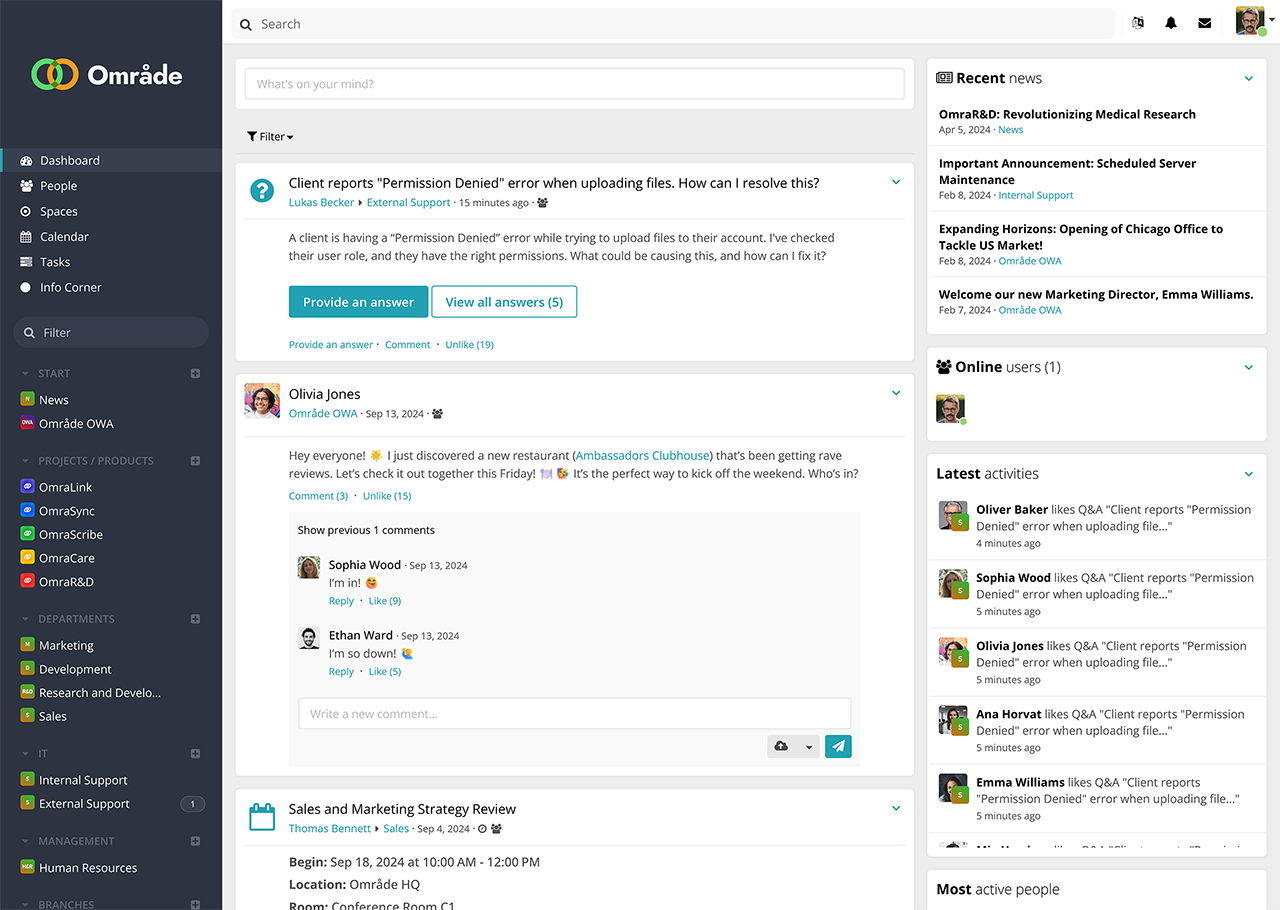 Område
Dashboard
People
Spaces
Calendar
Tasks
Info Corner
Filter
START
N News
OWA Område OWA
PROJECTS / PRODUCTS
OmraLink
OmraSync
OmraScribe
OmraCare
OmraR&D
DEPARTMENTS
M Marketing
D Development
R&D Research and Develo...
S Sales
IT
S Internal Support
S External Support 1
MANAGEMENT
Human Resources
BRANCHES
Search
What's on your mind?
Filter
Client reports "Permission Denied" error when uploading files. How can I resolve this?
Lukas Becker External Support · 15 minutes ago ·
A client is having a “Permission Denied” error while trying to upload files to their account. I've checked
their user role, and they have the right permissions. What could be causing this, and how can I fix it?
Provide an answer View all answers (5)
Provide an answer · Comment · Unlike (19)
Olivia Jones
Område OWA · Sep 13, 2024 ·
Hey everyone! ☀️ I just discovered a new restaurant (Ambassadors Clubhouse) that’s been getting rave
reviews. Let’s check it out together this Friday! 🍽️ 🥳 It’s the perfect way to kick off the weekend. Who’s in?
Comment (3) · Unlike (15)
Show previous 1 comments
Sophia Wood · Sep 13, 2024
I’m in!
Reply · Like (9)
Ethan Ward · Sep 13, 2024
I’m so down!
Reply · Like (5)
Write a new comment...
Sales and Marketing Strategy Review
Thomas Bennett Sales · Sep 4, 2024 ·
Begin: Sep 18, 2024 at 10:00 AM - 12:00 PM
Location: Område HQ
Room: Conference Room C1
Recent news
OmraR&D: Revolutionizing Medical Research
Apr 5, 2024 · News
Important Announcement: Scheduled Server
Maintenance
Feb 8, 2024 · Internal Support
Expanding Horizons: Opening of Chicago Office to
Tackle US Market!
Feb 8, 2024 · Område OWA
Welcome our new Marketing Director, Emma Williams.
Feb 7, 2024 · Område OWA
Online users (1)
Latest activities
Oliver Baker likes Q&A "Client reports "Permission
S Denied" error when uploading file..."
4 minutes ago
Sophia Wood likes Q&A "Client reports "Permission
S Denied" error when uploading file..."
5 minutes ago
Olivia Jones likes Q&A "Client reports "Permission
S Denied" error when uploading file..."
5 minutes ago
Ana Horvat likes Q&A "Client reports "Permission
S Denied" error when uploading file..."
5 minutes ago
Emma Williams likes Q&A "Client reports
S "Permission Denied" error when uploading file..."
5 minutes ago
Most active people